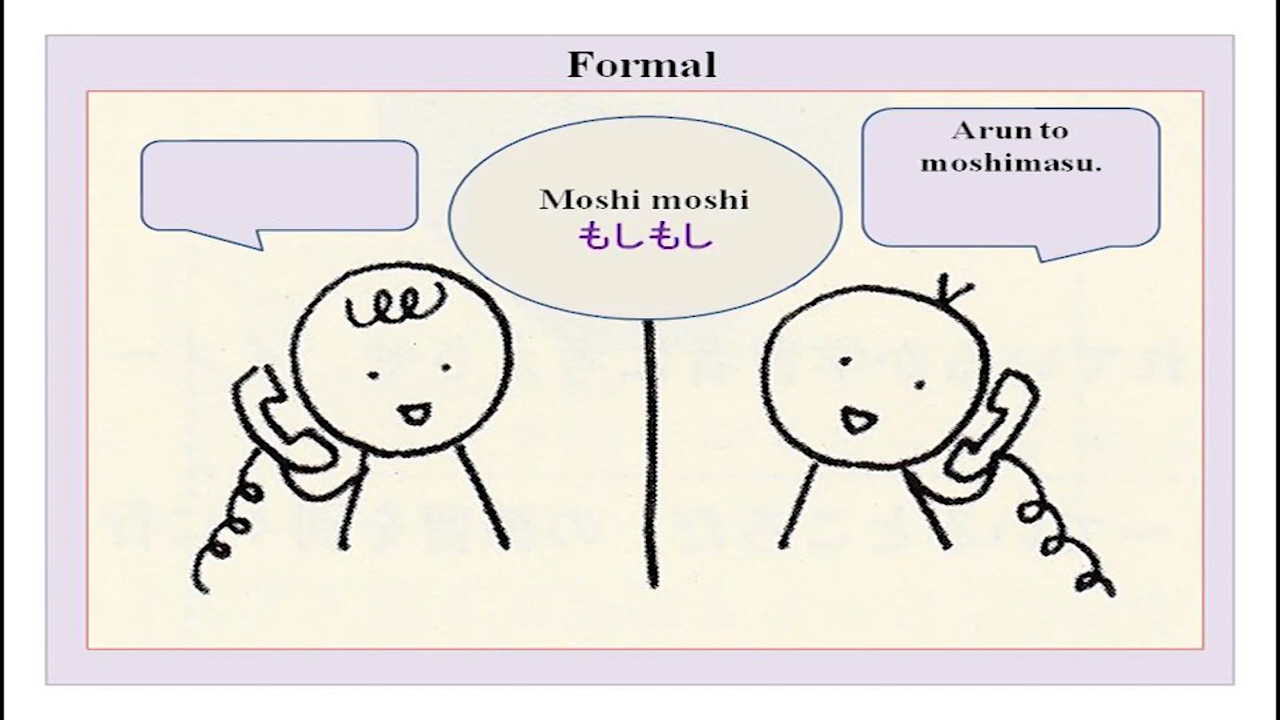 Formal
Moshi moshi
もしもし
Arun to
moshimasu.